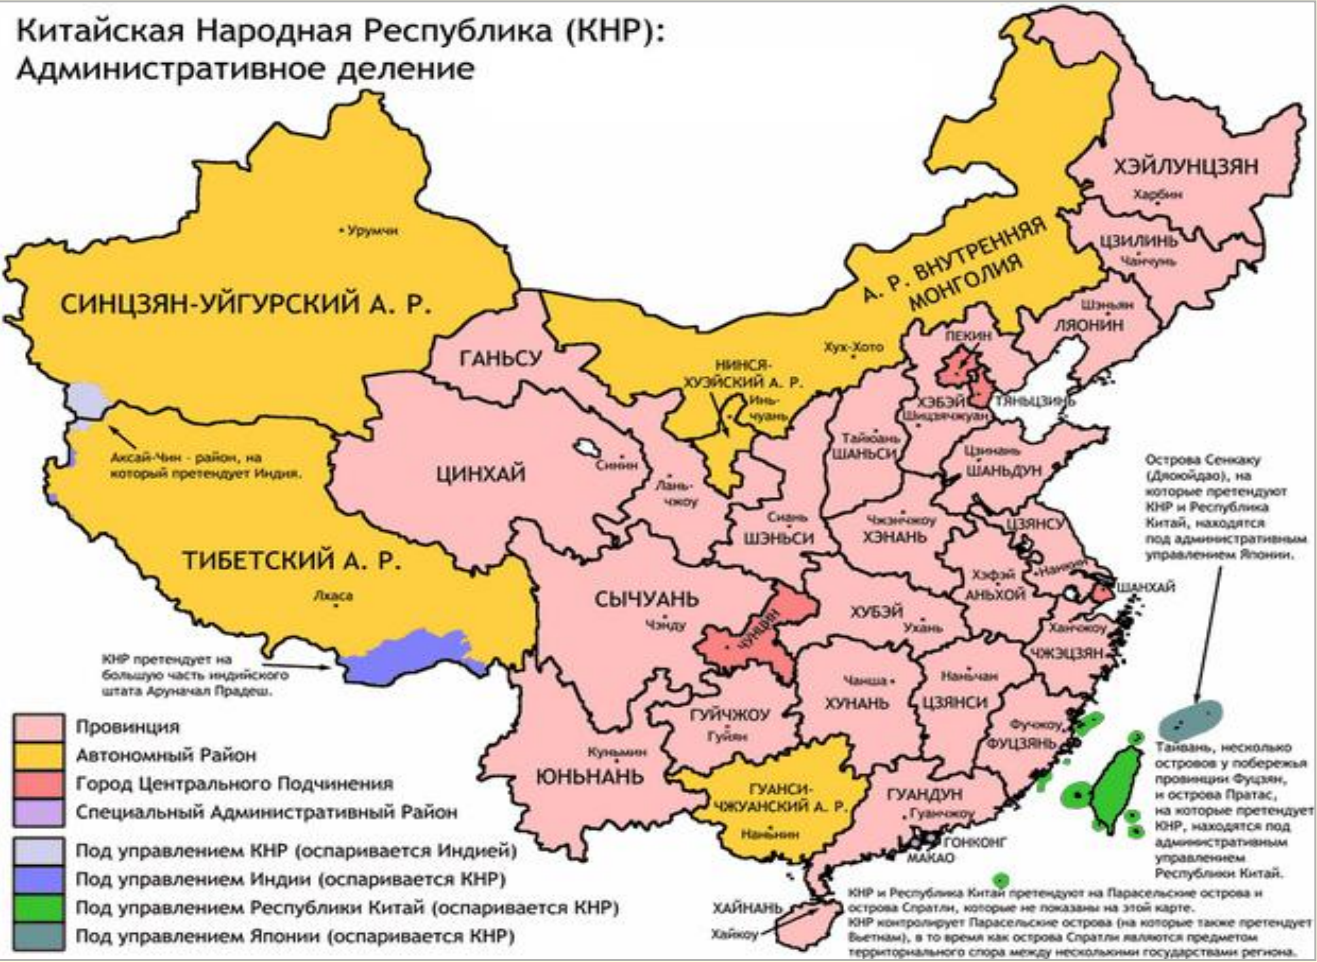 Китайская Народная Республика (КНР):
Административное деление
ХЭЙЛУНЦЗЯН
Харбин
ЦЗИЛИНЬ
Чанчунь
Шэньян
ЛЯОНИН
А. Р. ВНУТРЕННЯЯ
МОНГОЛИЯ
Хух-Хото
Урумчи
СИНЦЗЯН-УЙГУРСКИЙ А. Р.
ГАНЬСУ
Лань-
чжоу
НИНСЯ-
ХУЭЙСКИЙ А. Р.
Инь-
чуань
ПЕКИН
ХЭБЭЙ
Шицзячжуан
ТЯНЬЦЗИНЬ
Тайюань
ШАНЬСИ
Цзинань
ШАНЬДУН
Аксай-Чин - район, на
который претендует Индия.
ЦИНХАЙ
Синин
Сиань
ШЭНЬСИ
Чжэнчжоу
ХЭНАНЬ
ЦЗЯНСУ
Нанкин
Хэфэй
АНЬХОЙ
ШАНХАЙ
Острова Сенкаку
(Дяоюйдао), на
которые претендуют
КНР и Республика
Китай, находятся
под административным
управлением Японии.
ТИБЕТСКИЙ А. Р.
Лхаса
СЫЧУАНЬ
Чэнду
ЧУНЦИН
ХУБЭЙ
Ухань
Ханчжоу
ЧЖЭЦЗЯН
КНР претендует на
большую часть индийского
штата Аруначал Прадеш.
Чанша
ХУНАНЬ
Наньчан
ЦЗЯНСИ
ГУЙЧЖОУ
Гуйян
Фучжоу
ФУЦЗЯНЬ
Куньмин
ЮНЬНАНЬ
ГУАНСИ-
ЧЖУАНСКИЙ А. Р.
Наньнин
ГУАНДУН
Гуанчжоу
ГОНКОНГ
МАКАО
ХАЙНАНЬ
Хайкоу
Тайвань, несколько
островов у побережья
провинции Фуцзян,
и острова Пратас,
на которые претендует
КНР, находятся под
административным
управлением
Республики Китай.
Провинция
Автономный Район
Город Центрального Подчинения
Специальный Административный Район
Под управлением КНР (оспаривается Индией)
Под управлением Индии (оспаривается КНР)
Под управлением Республики Китай (оспаривается КНР)
Под управлением Японии (оспаривается КНР)
КНР и Республика Китай претендуют на Парасельские острова и
острова Спратли, которые не показаны на этой карте.
КНР контролирует Парасельские острова (на которые также претендует
Вьетнам), в то время как острова Спратли являются предметом
территориального спора между несколькими государствами региона.